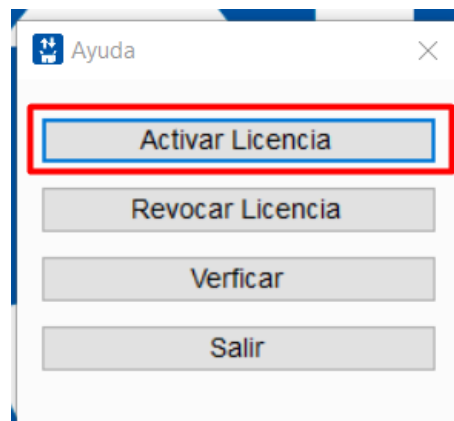 Ayuda
Activar Licencia
Revocar Licencia
Verficar
Salir